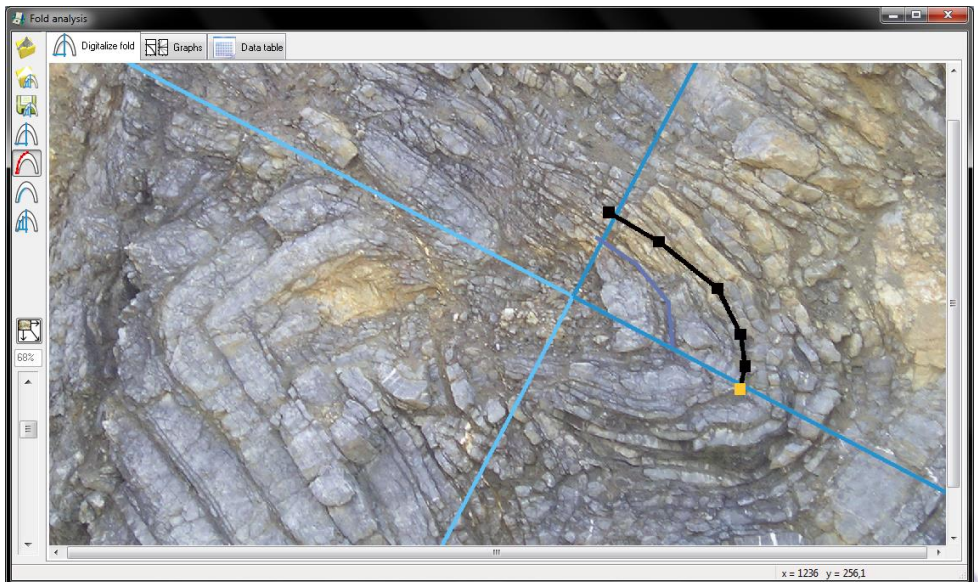 Fold analysis
Digitalize fold
Graphs
Data table
68%
x = 1236 y = 256,1